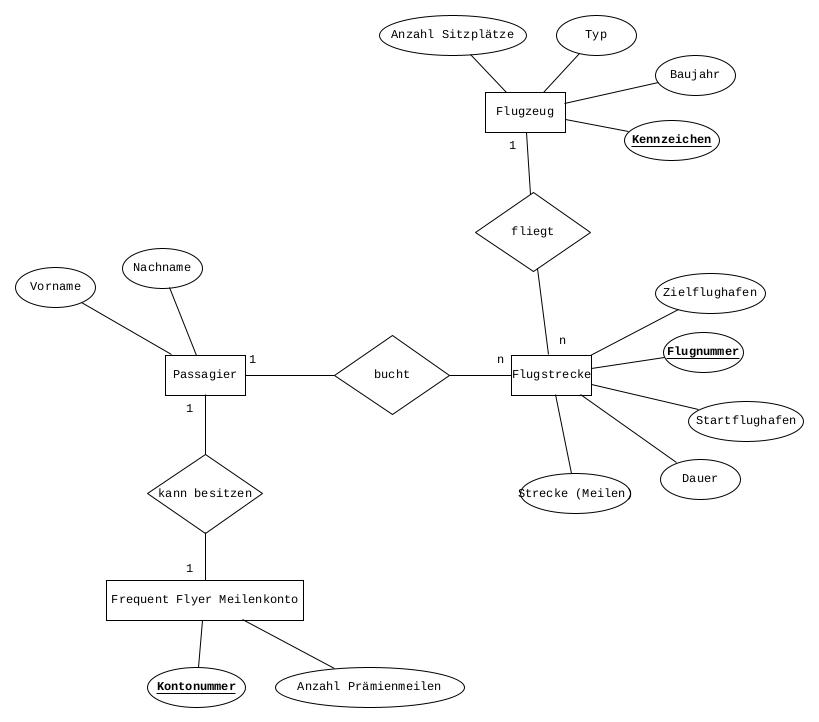 Anzahl Sitzplätze
Typ
Baujahr
Flugzeug
Kennzeichen
1
fliegt
Nachname
Vorname
Zielflughafen
n
Flugnummer
1
n
Passagier
bucht
Flugstrecke
1
Startflughafen
Dauer
kann besitzen
Strecke (Meilen)
1
Frequent Flyer Meilenkonto
Kontonummer
Anzahl Prämienmeilen